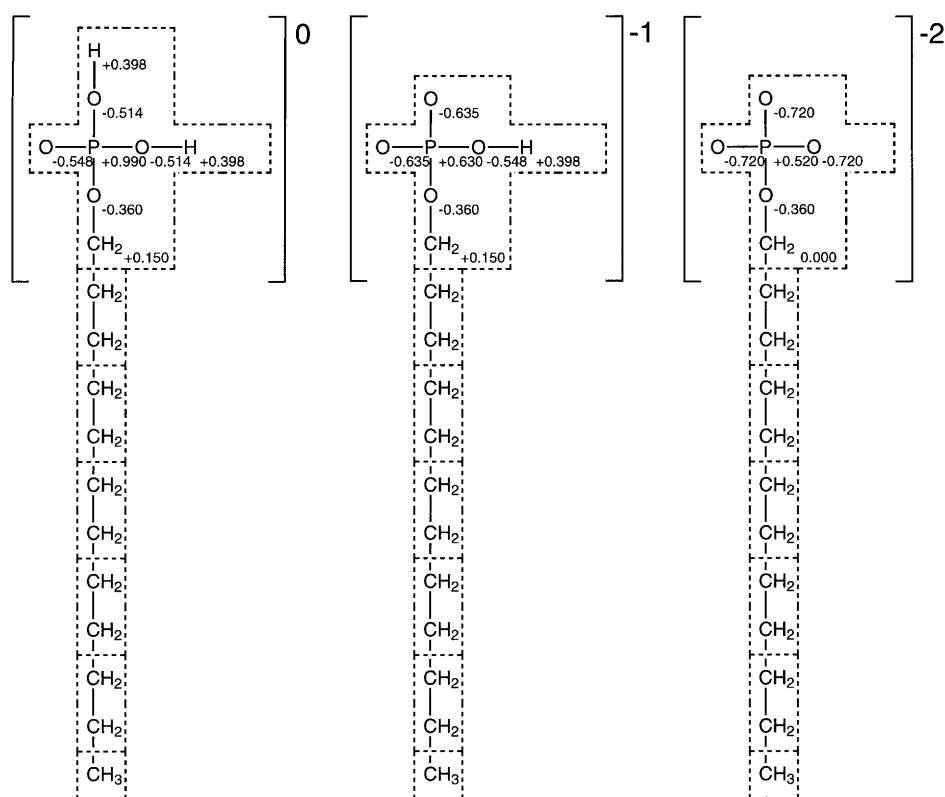 0 -1 -2
H
+0.398
O O O
-0.514 -0.635 -0.720
O P O H O P O H O P O
-0.548 +0.990 -0.514 +0.398 -0.635 +0.630 -0.548 +0.398 -0.720 +0.520 -0.720
O O O
-0.360 -0.360 -0.360
CH2 CH2 CH2
+0.150 +0.150 0.000
CH2 CH2 CH2
CH2 CH2 CH2
CH2 CH2 CH2
CH2 CH2 CH2
CH2 CH2 CH2
CH2 CH2 CH2
CH2 CH2 CH2
CH2 CH2 CH2
CH2 CH2 CH2
CH2 CH2 CH2
CH3 CH3 CH3